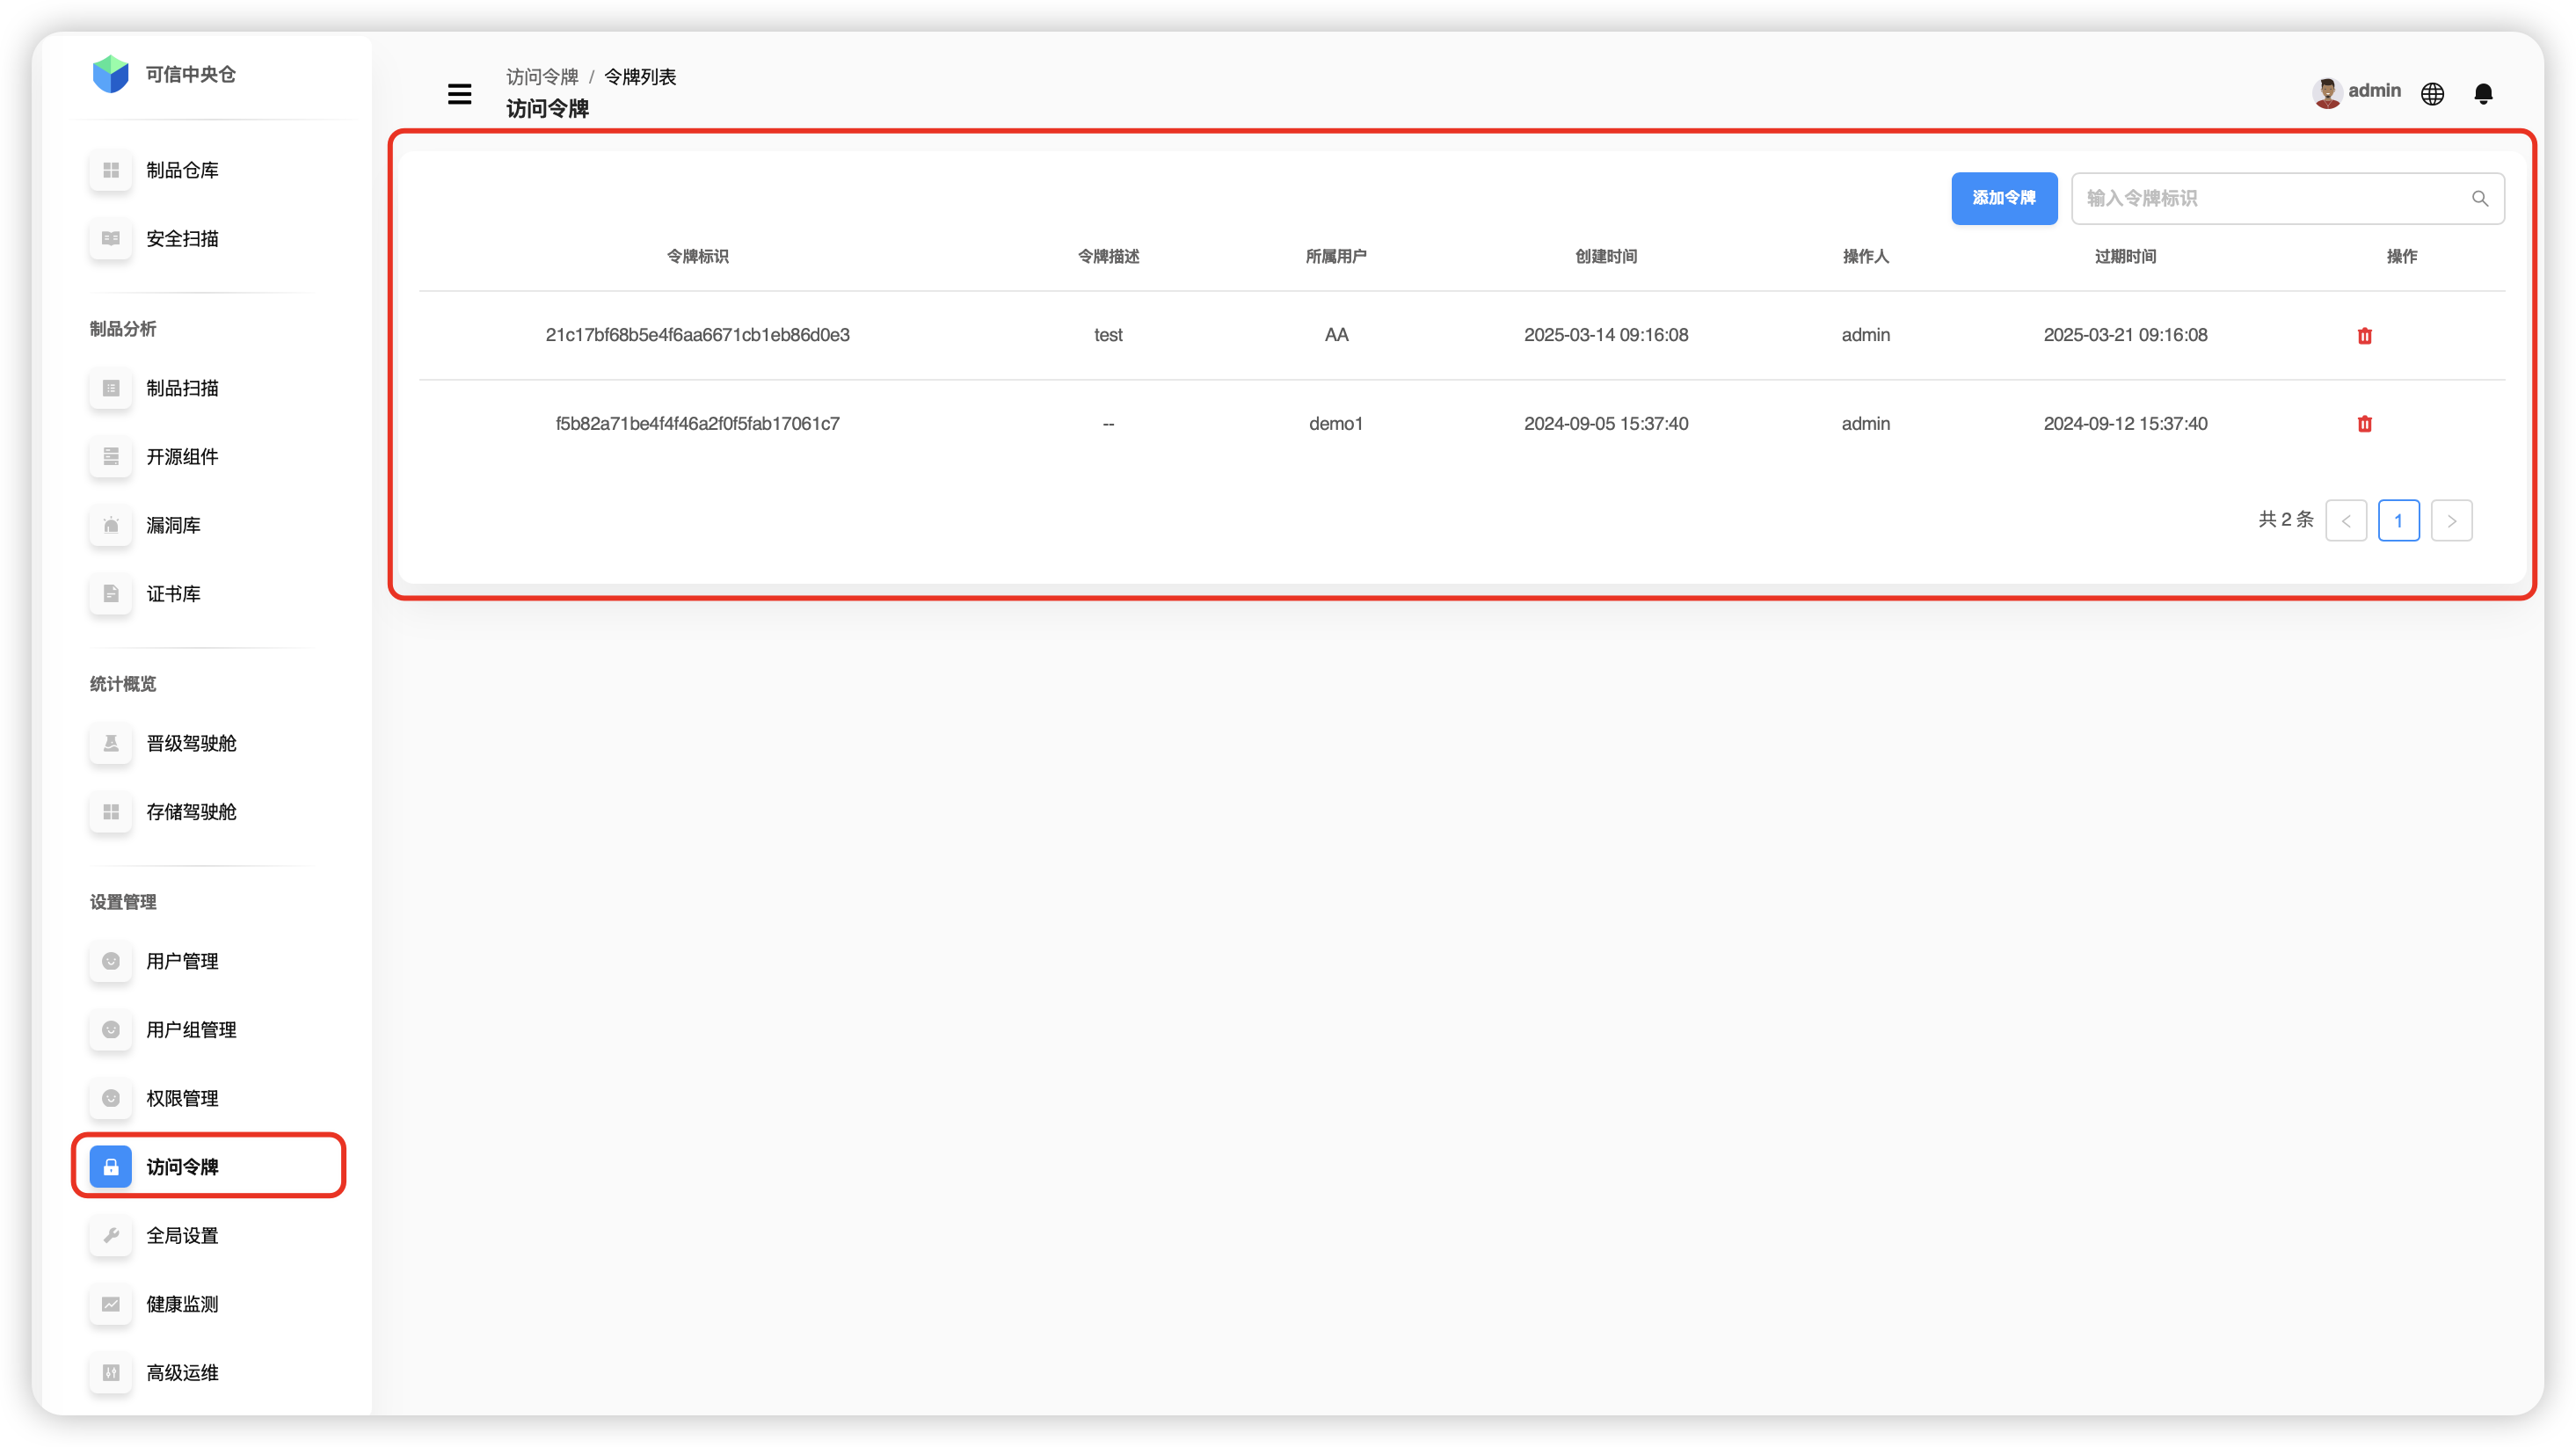 可信中央仓
制品仓库
安全扫描
制品分析
制品扫描
开源组件
漏洞库
证书库
统计概览
晋级驾驶舱
存储驾驶舱
设置管理
用户管理
用户组管理
权限管理
访问令牌
全局设置
健康监测
高级运维
访问令牌 / 令牌列表
访问令牌
admin
添加令牌 输入令牌标识
令牌标识 令牌描述 所属用户 创建时间 操作人 过期时间 操作
21c17bf68b5e4f6aa6671cb1eb86d0e3 test AA 2025-03-14 09:16:08 admin 2025-03-21 09:16:08
f5b82a71be4f4f46a2f0f5fab17061c7 -- demo1 2024-09-05 15:37:40 admin 2024-09-12 15:37:40
共 2 条 < 1 >